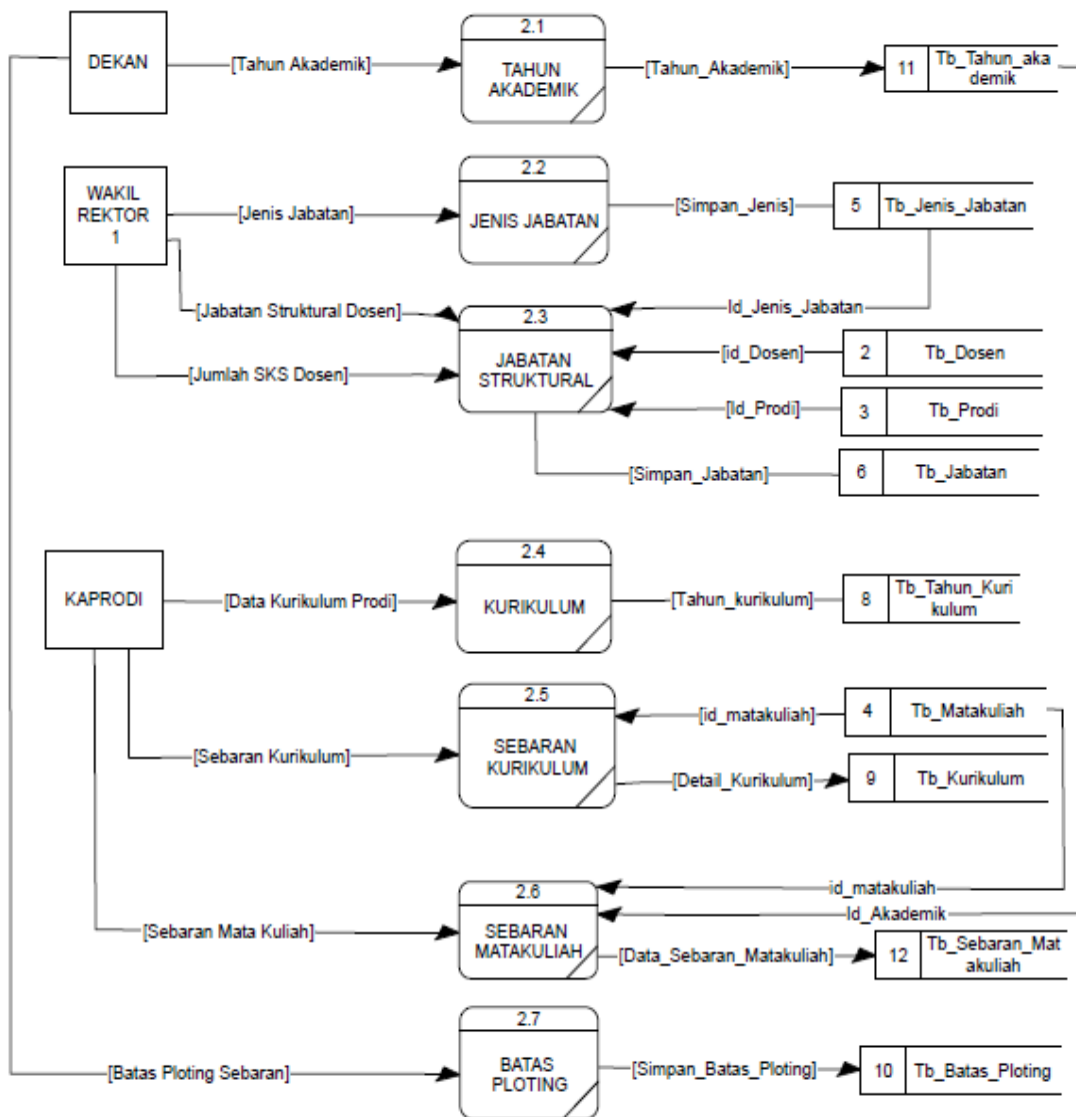 DEKAN
[Tahun Akademik]
2.1
TAHUN
AKADEMIK
[Tahun_Akademik]
11
Tb_Tahun_aka
demik
WAKIL
REKTOR
1
[Jenis Jabatan]
2.2
JENIS JABATAN
[Simpan_Jenis]
5
Tb_Jenis_Jabatan
[Jabatan Struktural Dosen]
2.3
JABATAN
STRUKTURAL
Id_Jenis_Jabatan
[id_Dosen]
2
Tb_Dosen
[Jumlah SKS Dosen]
[Id_Prodi]
3
Tb_Prodi
[Simpan_Jabatan]
6
Tb_Jabatan
KAPRODI
[Data Kurikulum Prodi]
2.4
KURIKULUM
[Tahun_kurikulum]
8
Tb_Tahun_Kuri
kulum
2.5
SEBARAN
KURIKULUM
[id_matakuliah]
4
Tb_Matakuliah
[Sebaran Kurikulum]
[Detail_Kurikulum]
9
Tb_Kurikulum
2.6
SEBARAN
MATAKULIAH
id_matakuliah
Id_Akademik
[Sebaran Mata Kuliah]
[Data_Sebaran_Matakuliah]
12
Tb_Sebaran_Mat
akuliah
2.7
BATAS
PLOTING
[Batas Ploting Sebaran]
[Simpan_Batas_Ploting]
10
Tb_Batas_Ploting